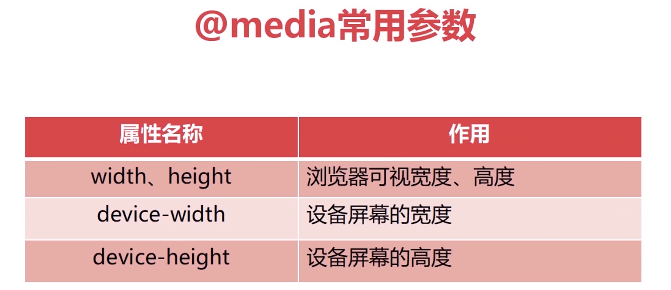 @media常用参数
属性名称 作用
width、height 浏览器可视宽度、高度
device-width 设备屏幕的宽度
device-height 设备屏幕的高度